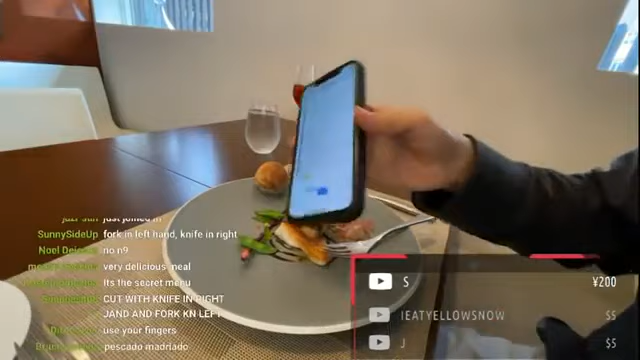 just joined in
SunnySideUp fork in left hand, knife in right
no n9
very delicious meal
Its the secret menu
CUT WITH KNIFE IN RIGHT
JAND AND FORK KN LEFT
use your fingers
pescado madriado
S ¥200
IEATYELLOWSNOW $5
J $5